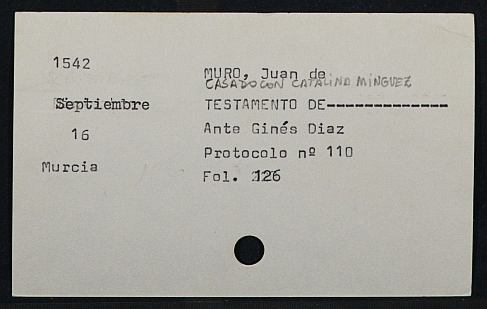 1542
MURO, Juan de
CASADO CON CATALINA MINGUEZ
Septiembre
TESTAMENTO DE-------------
16
Ante Ginés Diaz
Protocolo nº 110
Murcia
Fol. 126